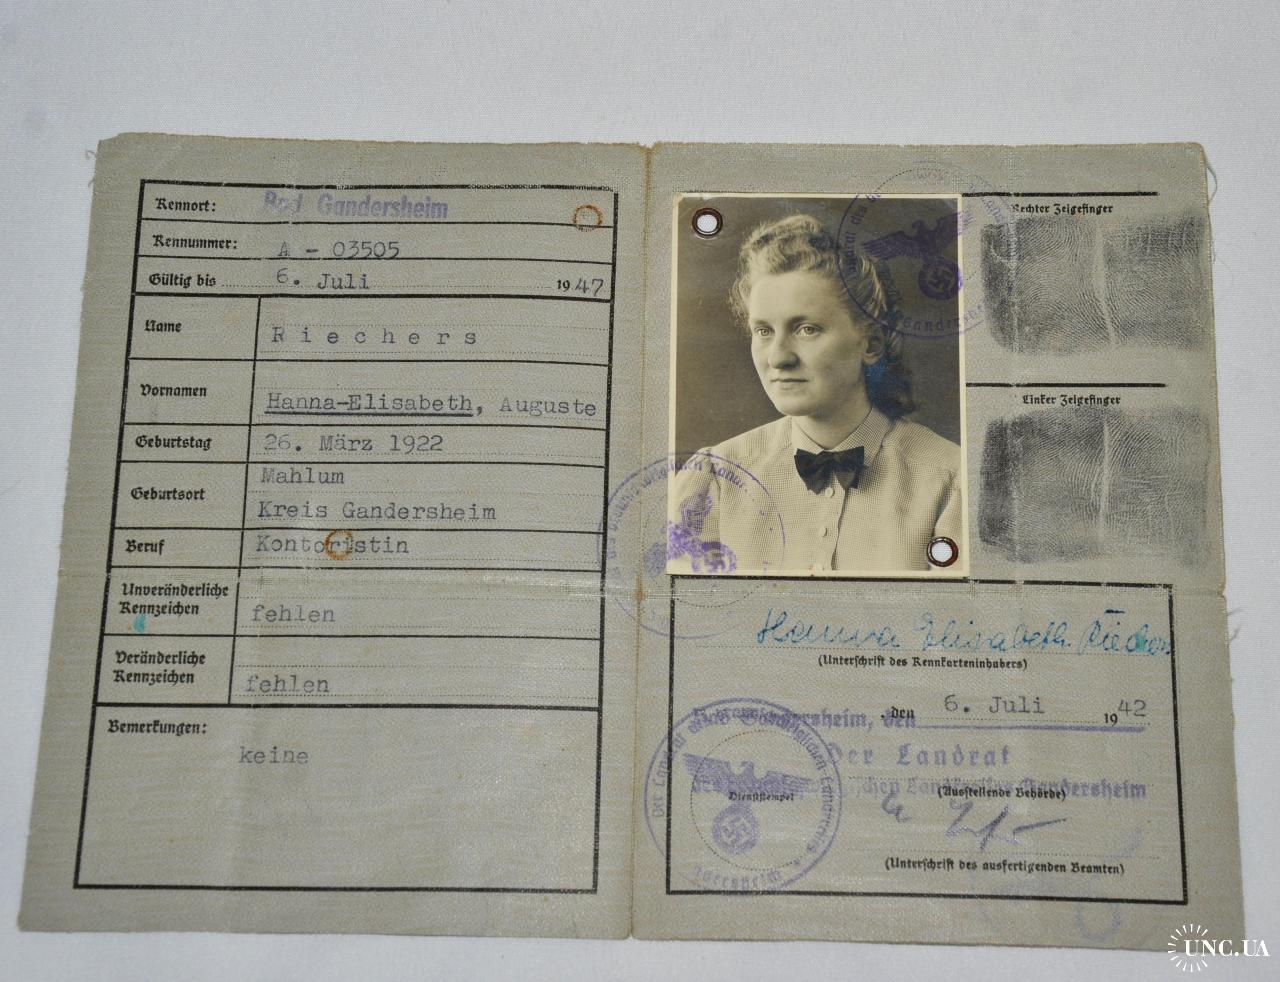 Kennort: Bad Gandersheim
Kennummer: A - 03505
Gültig bis 6. Juli 1947
Name Riechers
Vornamen Hanna-Elisabeth, Auguste
Geburtstag 26. März 1922
Geburtsort Mahlum
Kreis Gandersheim
Beruf Kontoristin
Unveränderliche Kennzeichen fehlen
Veränderliche Kennzeichen fehlen
Bemerkungen:
keine
Rechter Zeigefinger
Linker Zeigefinger
Hanna Elisabeth Riechers
(Unterschrift des Kennkarteninhabers)
Bad Gandersheim, den
den 6. Juli 1942
Der Landrat
Gandersheim
Dienststempel
(Ausstellende Behörde)
(Unterschrift des ausfertigenden Beamten)
UNC.UA